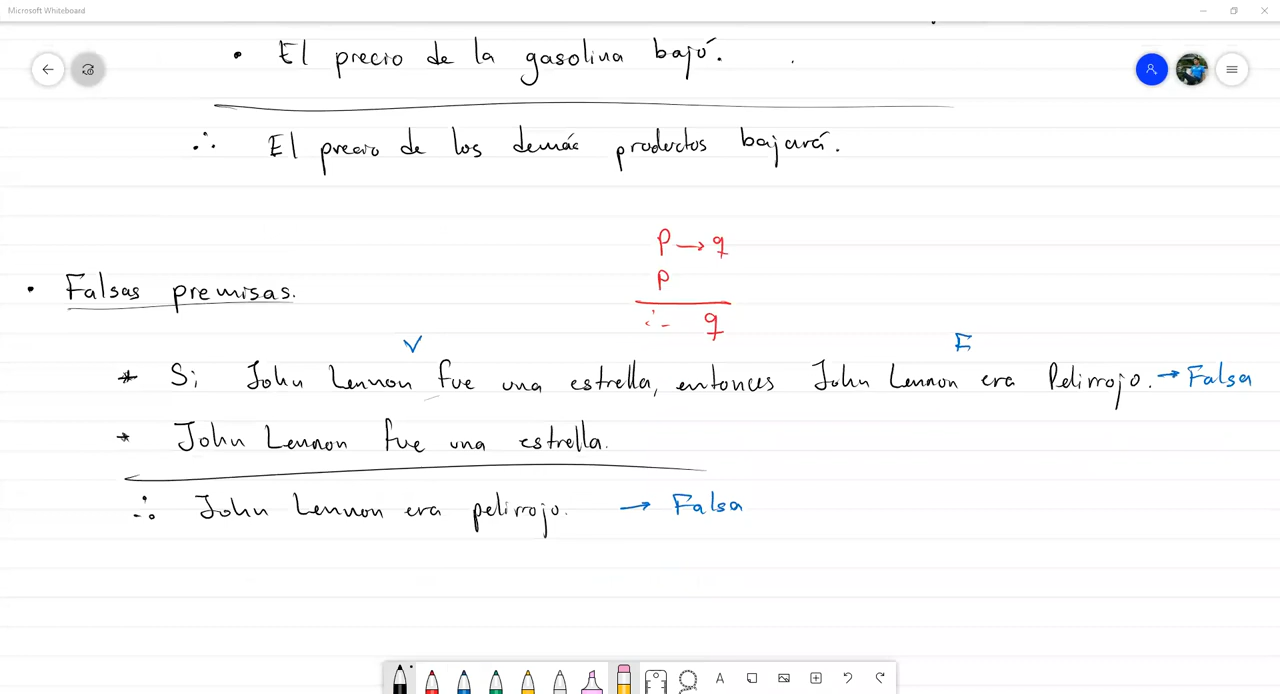 Microsoft Whiteboard
• El precio de la gasolina bajó.
∴ El precio de los demás productos bajará.
p → q
p
∴ q
• Falsas premisas.
V F
* Si John Lennon fue una estrella, entonces John Lennon era Pelirrojo. → Falsa
* John Lennon fue una estrella.
∴ John Lennon era pelirrojo. → Falsa